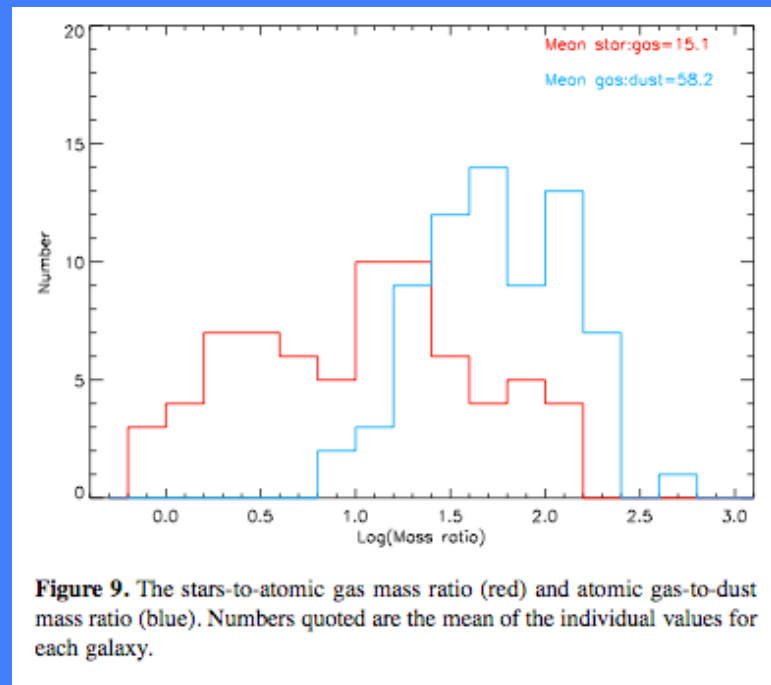 20
Mean star:gas=15.1
Mean gas:dust=58.2
15
Number
10
5
0
0.0 0.5 1.0 1.5 2.0 2.5 3.0
Log(Mass ratio)
Figure 9. The stars-to-atomic gas mass ratio (red) and atomic gas-to-dust
mass ratio (blue). Numbers quoted are the mean of the individual values for
each galaxy.